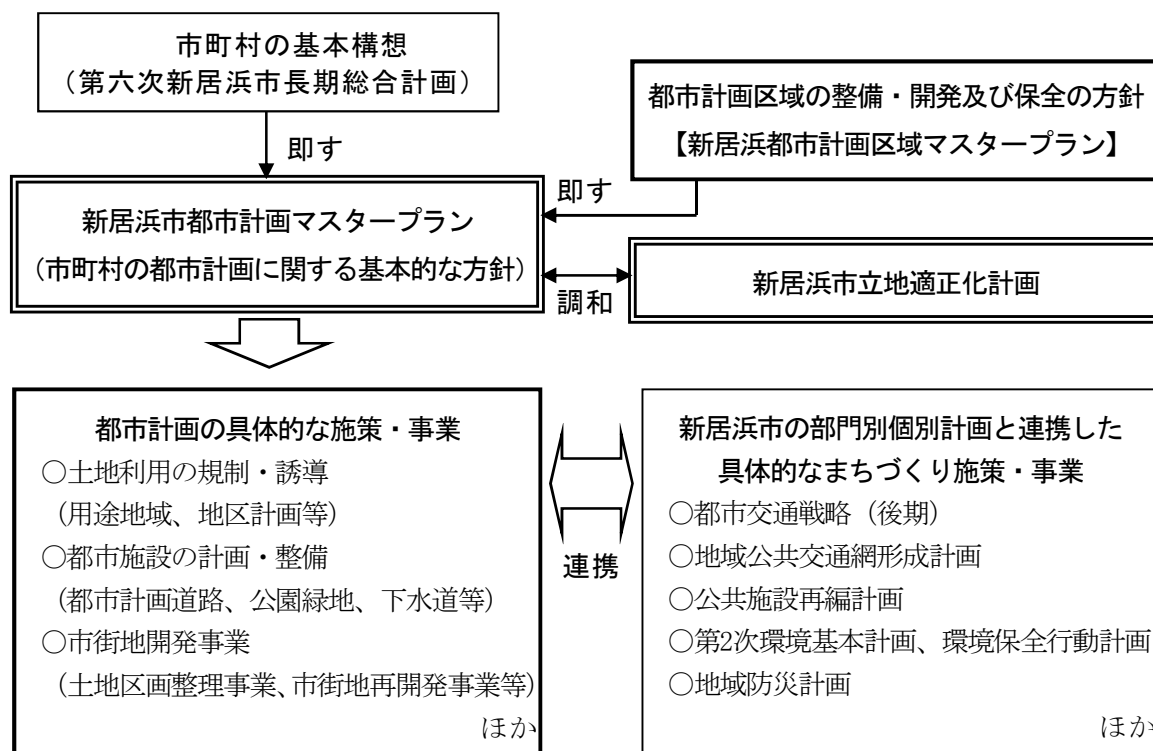 市町村の基本構想
(第六次新居浜市長期総合計画)
都市計画区域の整備・開発及び保全の方針
【新居浜都市計画区域マスタープラン】
即す
即す
新居浜市都市計画マスタープラン
(市町村の都市計画に関する基本的な方針)
調和
新居浜市立地適正化計画
都市計画の具体的な施策・事業
○土地利用の規制・誘導
(用途地域、地区計画等)
○都市施設の計画・整備
(都市計画道路、公園緑地、下水道等)
○市街地開発事業
(土地区画整理事業、市街地再開発事業等)
ほか
連携
新居浜市の部門別個別計画と連携した
具体的なまちづくり施策・事業
○都市交通戦略(後期)
○地域公共交通網形成計画
○公共施設再編計画
○第2次環境基本計画、環境保全行動計画
○地域防災計画
ほか